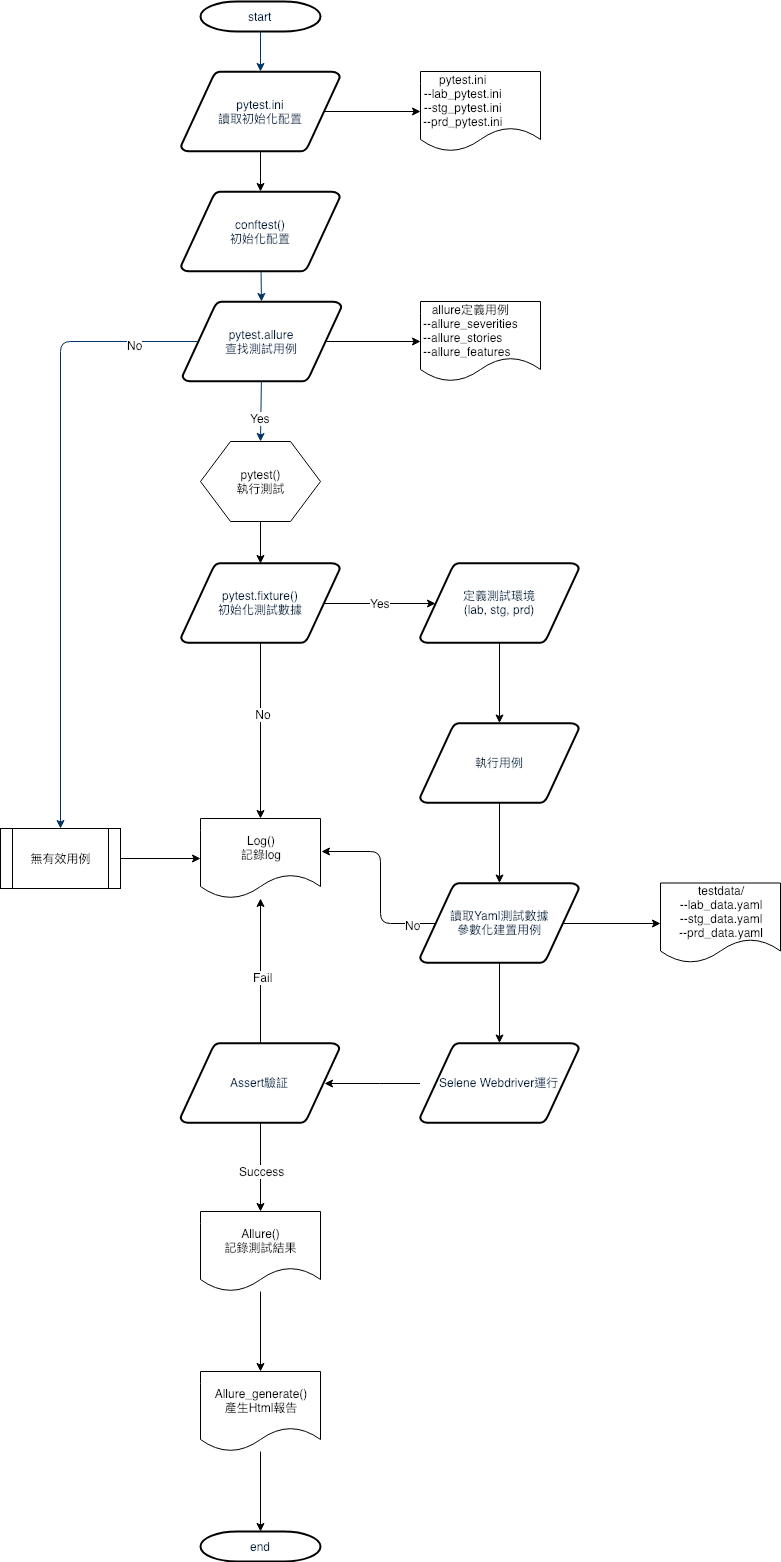 start
pytest.ini
讀取初始化配置
pytest.ini
--lab_pytest.ini
--stg_pytest.ini
--prd_pytest.ini
conftest()
初始化配置
pytest.allure
查找測試用例
allure定義用例
--allure_severities
--allure_stories
--allure_features
No
Yes
pytest()
執行測試
pytest.fixture()
初始化測試數據
Yes
定義測試環境
(lab, stg, prd)
No
執行用例
無有效用例
Log()
記錄log
讀取Yaml測試數據
參數化建置用例
No
testdata/
--lab_data.yaml
--stg_data.yaml
--prd_data.yaml
Fail
Assert驗証
Selene Webdriver運行
Success
Allure()
記錄測試結果
Allure_generate()
產生Html報告
end